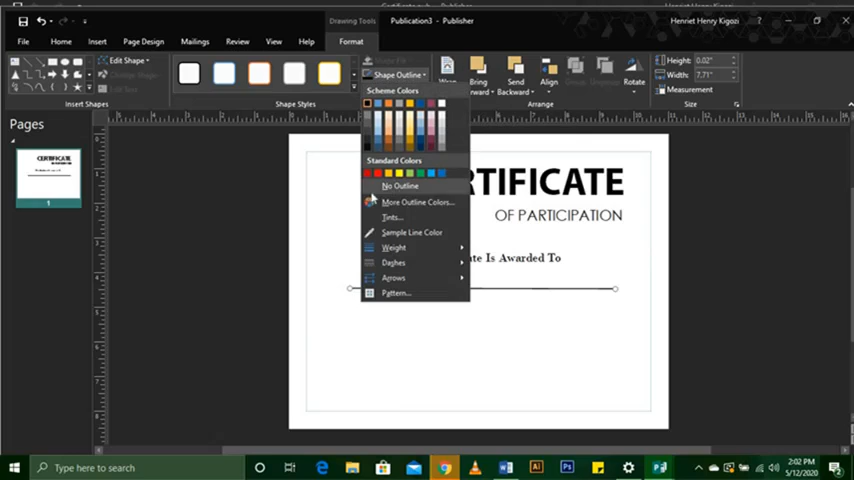 Drawing Tools
Publication3 - Publisher
Henriet Henry Kigozi
File
Home
Insert
Page Design
Mailings
Review
View
Help
Format
Edit Shape
Shape Outline
Height: 0.02"
Width: 7.71"
Measurement
Wrap
Bring Forward
Send Backward
Align
Rotate
Insert Shapes
Shape Styles
Arrange
Size
Scheme Colors
Standard Colors
No Outline
More Outline Colors...
Tints...
Sample Line Color
Weight
Dashes
Arrows
Pattern...
Pages
CERTIFICATE
1
RTIFICATE
OF PARTICIPATION
te Is Awarded To
Type here to search
2:02 PM
5/12/2020